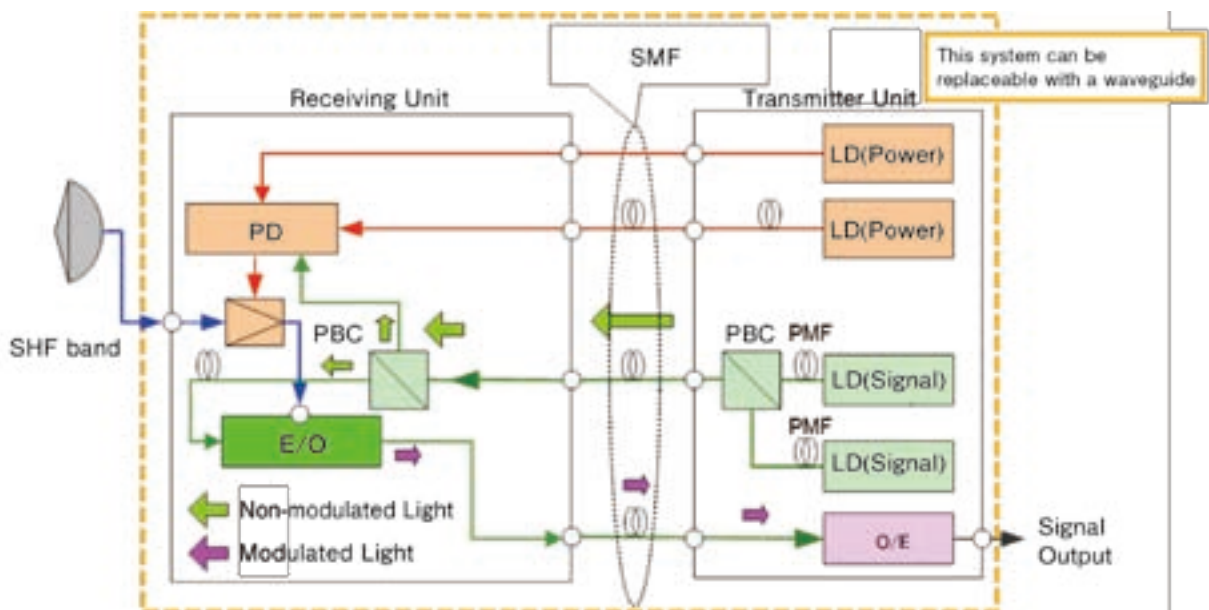 SMF
This system can be
replaceable with a waveguide
Receiving Unit
Transmitter Unit
LD(Power)
PD
LD(Power)
SHF band
PBC
PBC
PMF
LD(Signal)
PMF
E/O
LD(Signal)
Non-modulated Light
Modulated Light
O/E
Signal
Output